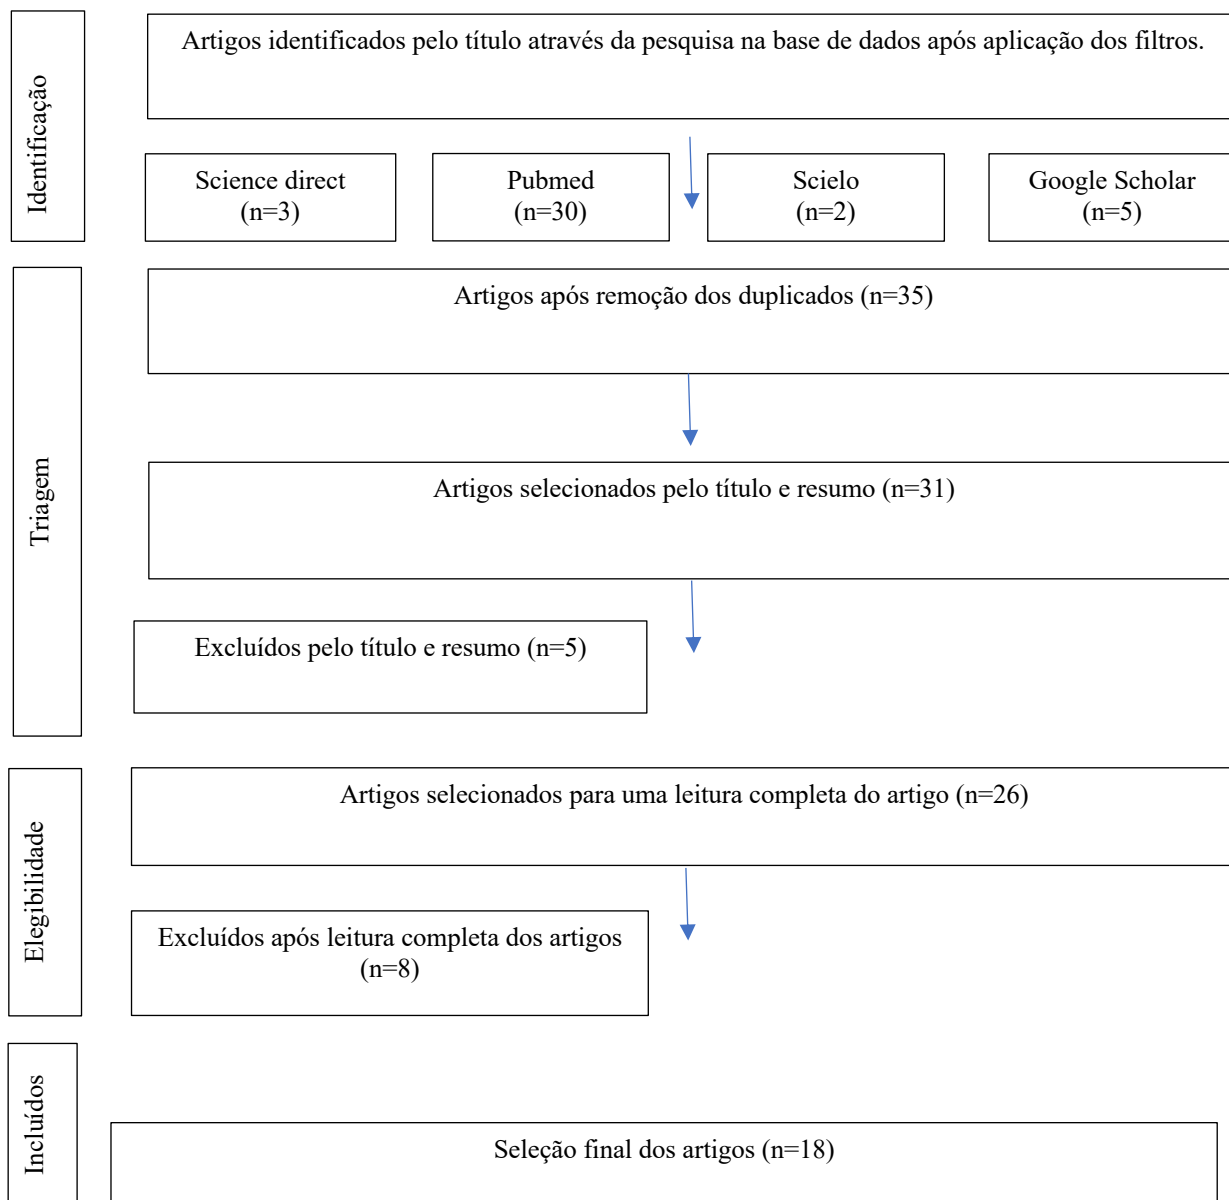 Identificação
Artigos identificados pelo título através da pesquisa na base de dados após aplicação dos filtros.
Science direct
(n=3)
Pubmed
(n=30)
Scielo
(n=2)
Google Scholar
(n=5)
Triagem
Artigos após remoção dos duplicados (n=35)
Artigos selecionados pelo título e resumo (n=31)
Excluídos pelo título e resumo (n=5)
Elegibilidade
Artigos selecionados para uma leitura completa do artigo (n=26)
Excluídos após leitura completa dos artigos
(n=8)
Incluídos
Seleção final dos artigos (n=18)